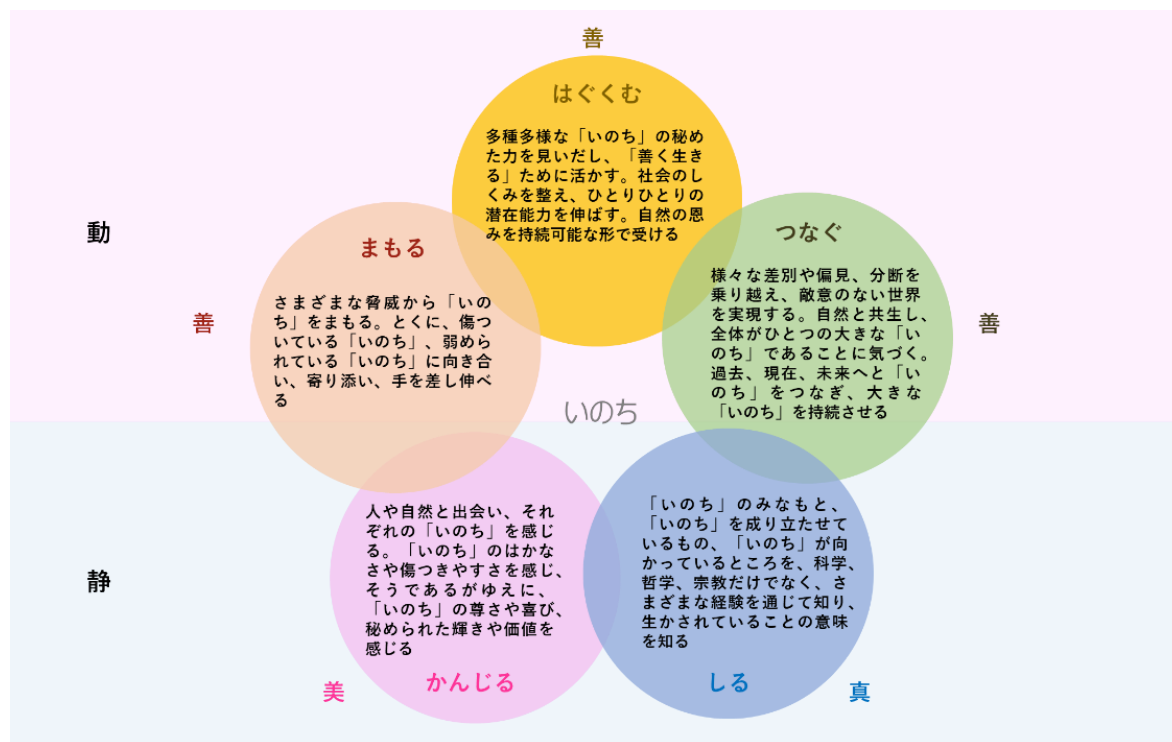 善
はぐくむ
多種多様な「いのち」の秘め
た力を見いだし、「善く生き
る」ために活かす。社会のし
くみを整え、ひとりひとりの
潜在能力を伸ばす。自然の恩
みを持続可能な形で受ける
動
善
まもる
さまざまな脅威から「いの
ち」をまもる。とくに、傷つ
いている「いのち」、弱めら
れている「いのち」に向き合
い、寄り添い、手を差し伸べ
る
つなぐ
様々な差別や偏見、分断を
乗り越え、敵意のない世界
を実現する。自然と共生し、
全体がひとつの大きな「い
のち」であることに気づく。
過去、現在、未来へと「い
のち」をつなぎ、大きな
「いのち」を持続させる
善
いのち
静
人や自然と出会い、それ
ぞれの「いのち」を感じ
る。「いのち」のはかな
さや傷つきやすさを感じ、
そうであるがゆえに、
「いのち」の尊さや喜び、
秘められた輝きや価値を
感じる
かんじる
美
「いのち」のみなもと、
「いのち」を成り立たせて
いるもの、「いのち」が向
かっているところを、科学、
哲学、宗教だけでなく、さ
まざまな経験を通じて知り、
生かされていることの意味
を知る
しる
真